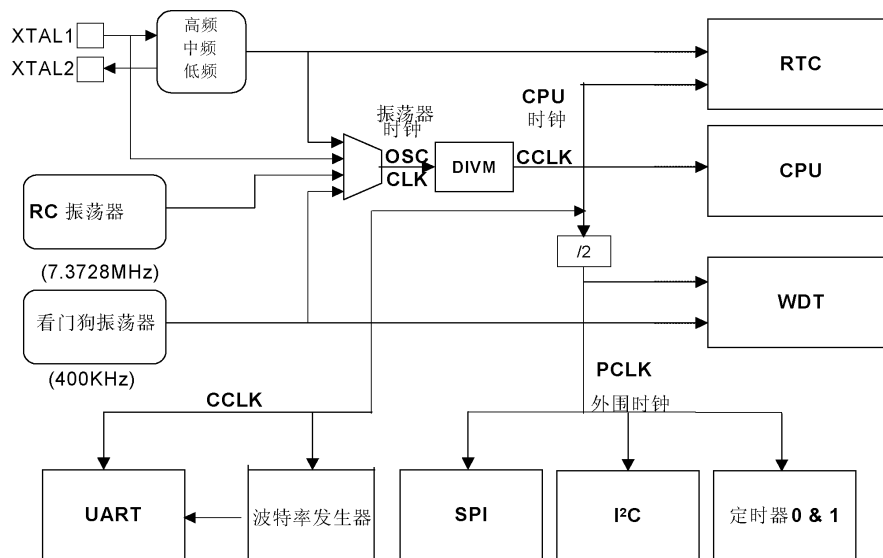 XTAL1
XTAL2
高频
中频
低频
RTC
CPU
时钟
振荡器
时钟
OSC
CLK
DIVM
CCLK
CPU
RC 振荡器
(7.3728MHz)
/2
看门狗振荡器
(400KHz)
WDT
PCLK
外围时钟
CCLK
UART
波特率发生器
SPI
I²C
定时器0 & 1